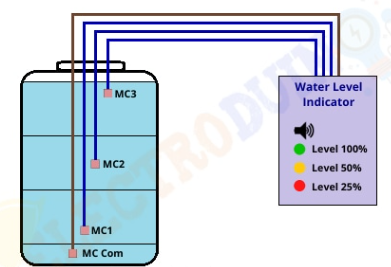 MC3
MC2
MC1
MC Com
Water Level
Indicator
Level 100%
Level 50%
Level 25%